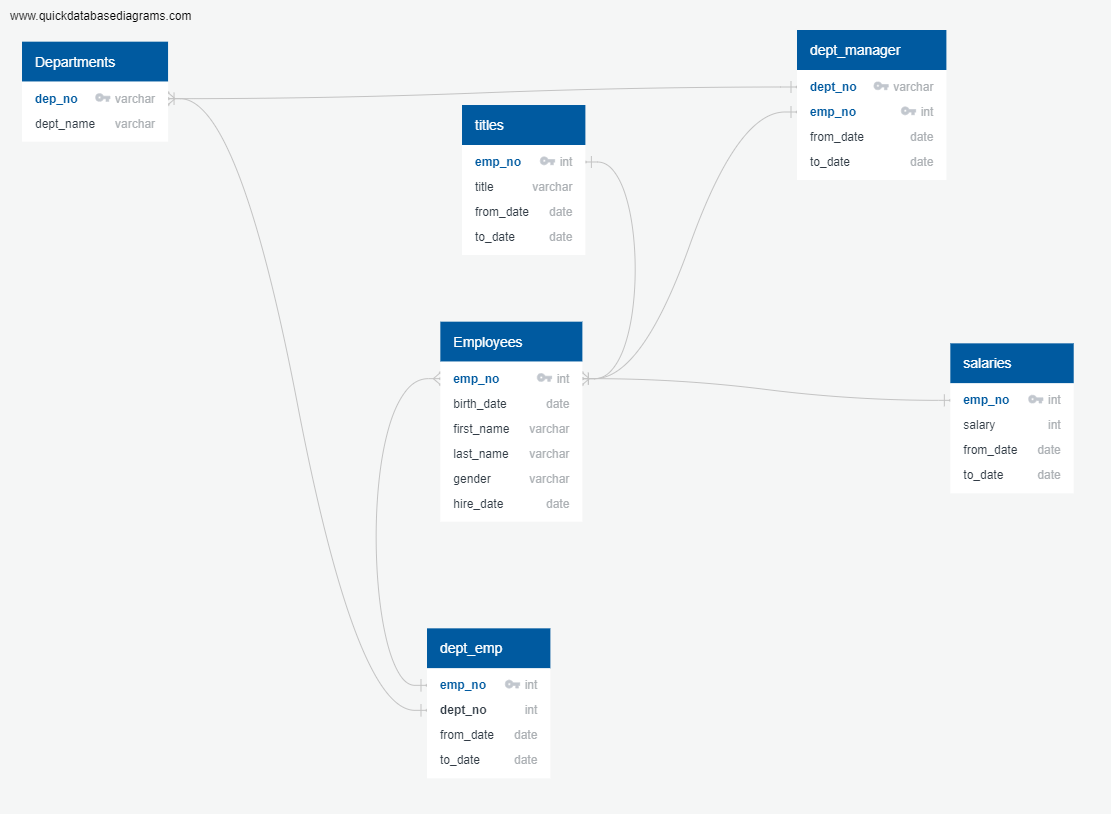 www.quickdatabasediagrams.com
Departments
dep_no varchar
dept_name varchar
dept_manager
dept_no varchar
emp_no int
from_date date
to_date date
titles
emp_no int
title varchar
from_date date
to_date date
Employees
emp_no int
birth_date date
first_name varchar
last_name varchar
gender varchar
hire_date date
salaries
emp_no int
salary int
from_date date
to_date date
dept_emp
emp_no int
dept_no int
from_date date
to_date date